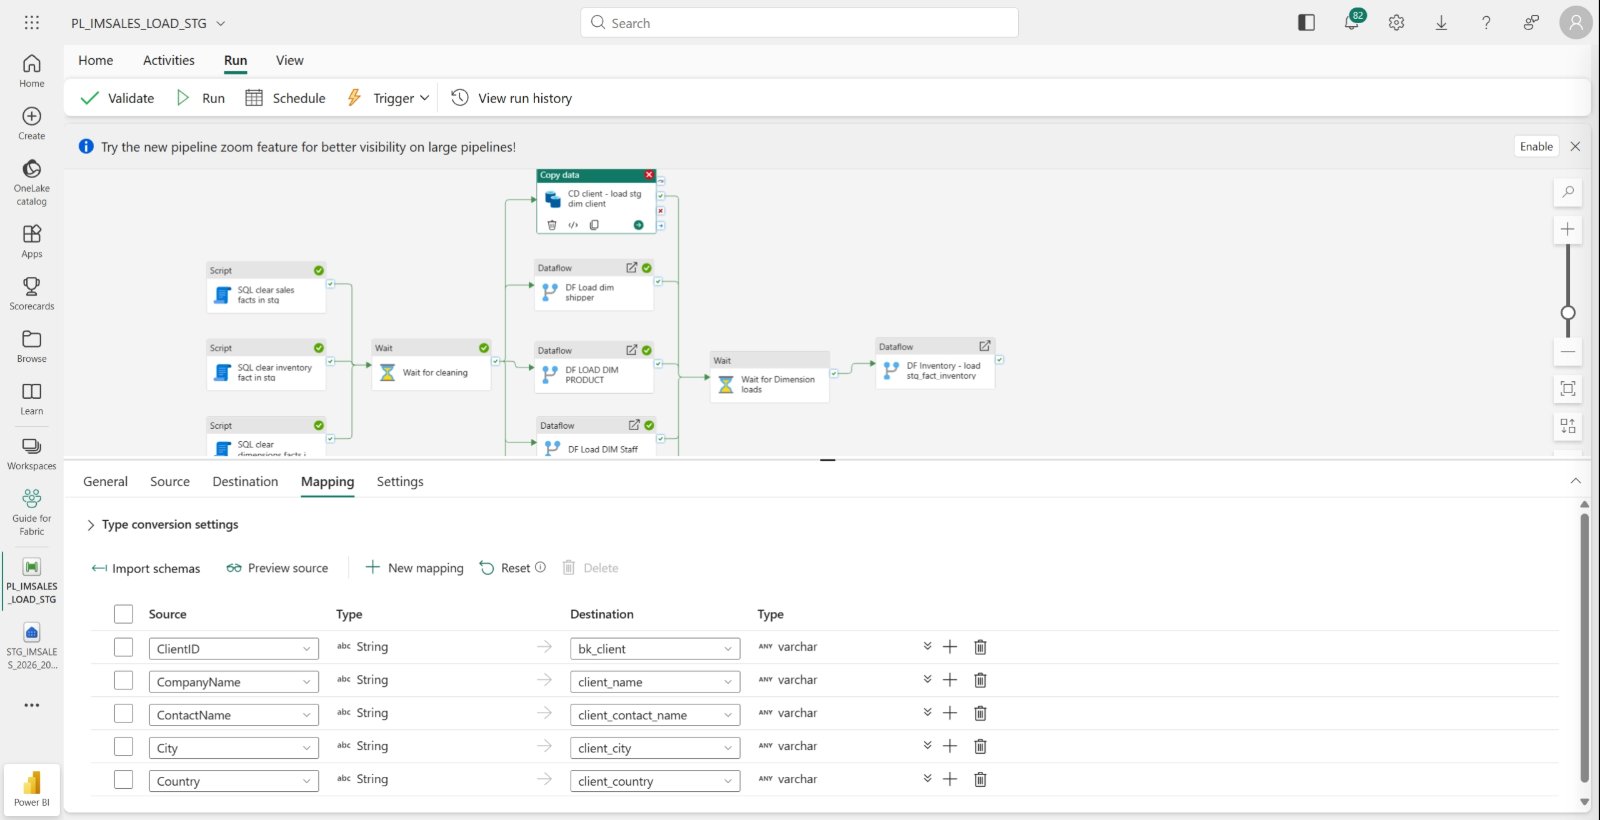 PL_IMSALES_LOAD_STG
Search
82
Home
Activities
Run
View
Validate
Run
Schedule
Trigger
View run history
Try the new pipeline zoom feature for better visibility on large pipelines!
Enable
Home
Create
OneLake
catalog
Apps
Scorecards
Browse
Learn
Workspaces
Guide for
Fabric
PL_IMSALES
_LOAD_STG
STG_IMSALE
S_2026_20...
Power BI
Copy data
CD client - load stg
dim client
Script
SQL clear sales
facts in stg
Script
SQL clear inventory
fact in stg
Script
SQL clear
dimensions facts i
Wait
Wait for cleaning
Dataflow
DF Load dim
shipper
Dataflow
DF LOAD DIM
PRODUCT
Dataflow
DF Load DIM Staff
Wait
Wait for Dimension
loads
Dataflow
DF Inventory - load
stg_fact_inventory
General
Source
Destination
Mapping
Settings
Type conversion settings
Import schemas
Preview source
New mapping
Reset
Delete
Source
Type
Destination
Type
ClientID
abc String
bk_client
ANY varchar
CompanyName
abc String
client_name
ANY varchar
ContactName
abc String
client_contact_name
ANY varchar
City
abc String
client_city
ANY varchar
Country
abc String
client_country
ANY varchar